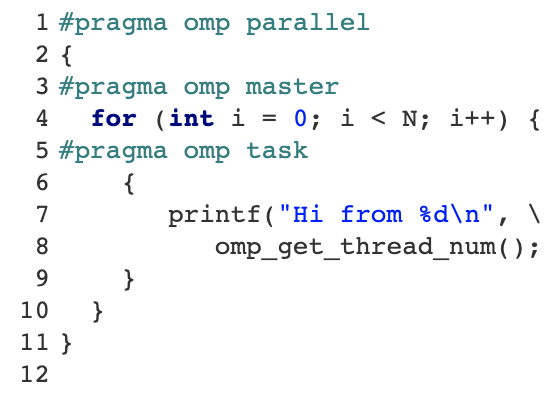 1 #pragma omp parallel
2 {
3 #pragma omp master
4   for (int i = 0; i < N; i++) {
5 #pragma omp task
6     {
7        printf("Hi from %d\n", \
8           omp_get_thread_num();
9     }
10   }
11 }
12